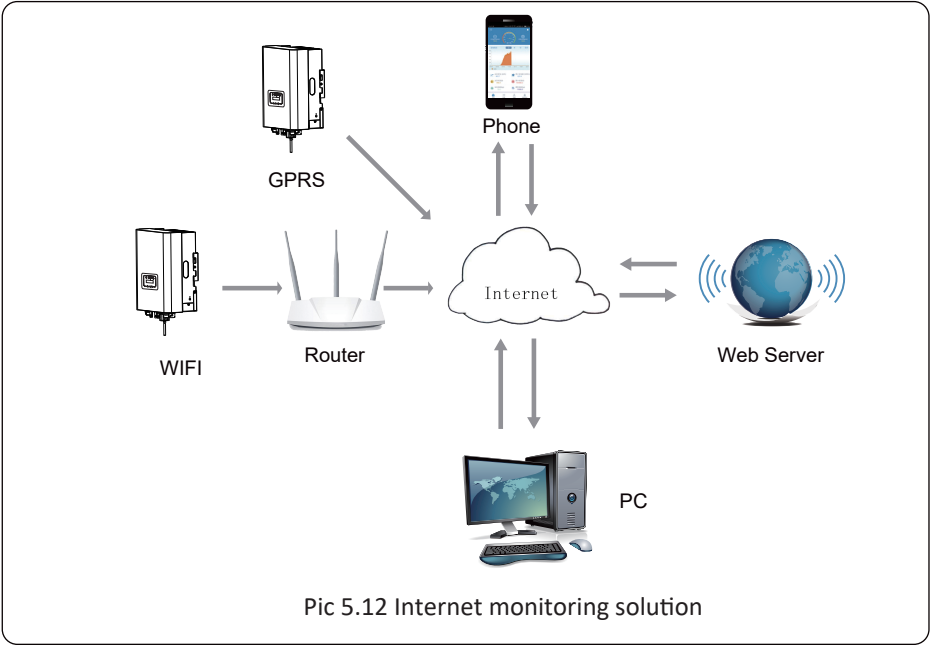 Phone
GPRS
Internet
Router
WIFI
Web Server
PC
Pic 5.12 Internet monitoring solution